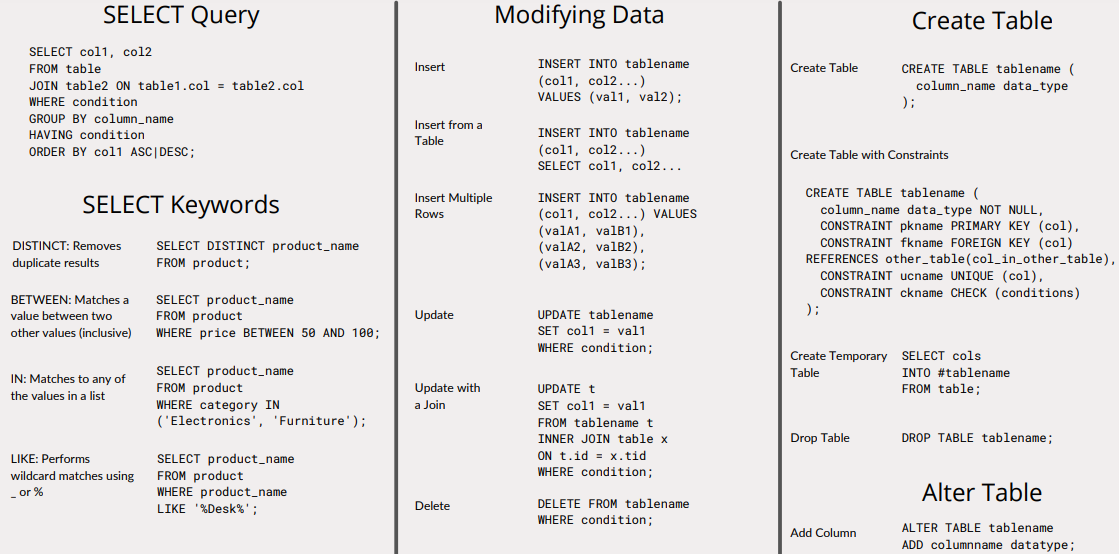 SELECT Query
SELECT col1, col2
FROM table
JOIN table2 ON table1.col = table2.col
WHERE condition
GROUP BY column_name
HAVING condition
ORDER BY col1 ASC|DESC;
SELECT Keywords
DISTINCT: Removes
duplicate results
SELECT DISTINCT product_name
FROM product;
BETWEEN: Matches a
value between two
other values (inclusive)
SELECT product_name
FROM product
WHERE price BETWEEN 50 AND 100;
IN: Matches to any of
the values in a list
SELECT product_name
FROM product
WHERE category IN
('Electronics', 'Furniture');
LIKE: Performs
wildcard matches using
_ or %
SELECT product_name
FROM product
WHERE product_name
LIKE '%Desk%';
Modifying Data
Insert
INSERT INTO tablename
(col1, col2...)
VALUES (val1, val2);
Insert from a
Table
INSERT INTO tablename
(col1, col2...)
SELECT col1, col2...
Insert Multiple
Rows
INSERT INTO tablename
(col1, col2...) VALUES
(valA1, valB1),
(valA2, valB2),
(valA3, valB3);
Update
UPDATE tablename
SET col1 = val1
WHERE condition;
Update with
a Join
UPDATE t
SET col1 = val1
FROM tablename t
INNER JOIN table x
ON t.id = x.tid
WHERE condition;
Delete
DELETE FROM tablename
WHERE condition;
Create Table
Create Table
CREATE TABLE tablename (
column_name data_type
);
Create Table with Constraints
CREATE TABLE tablename (
column_name data_type NOT NULL,
CONSTRAINT pkname PRIMARY KEY (col),
CONSTRAINT fkname FOREIGN KEY (col)
REFERENCES other_table(col_in_other_table),
CONSTRAINT ucname UNIQUE (col),
CONSTRAINT ckname CHECK (conditions)
);
Create Temporary
Table
SELECT cols
INTO #tablename
FROM table;
Drop Table
DROP TABLE tablename;
Alter Table
Add Column
ALTER TABLE tablename
ADD columnname datatype;